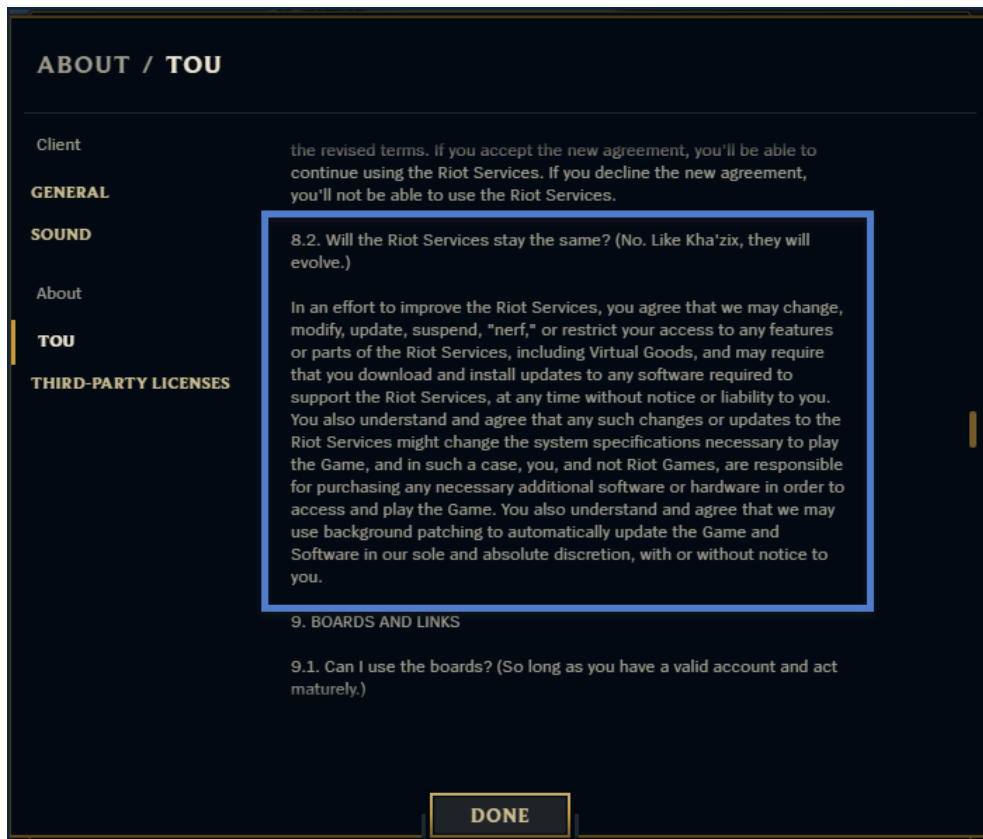 ABOUT / TOU
Client
GENERAL
SOUND
About
TOU
THIRD-PARTY LICENSES
the revised terms. If you accept the new agreement, you'll be able to
continue using the Riot Services. If you decline the new agreement,
you'll not be able to use the Riot Services.
8.2. Will the Riot Services stay the same? (No. Like Kha'zix, they will
evolve.)
In an effort to improve the Riot Services, you agree that we may change,
modify, update, suspend, "nerf," or restrict your access to any features
or parts of the Riot Services, including Virtual Goods, and may require
that you download and install updates to any software required to
support the Riot Services, at any time without notice or liability to you.
You also understand and agree that any such changes or updates to the
Riot Services might change the system specifications necessary to play
the Game, and in such a case, you, and not Riot Games, are responsible
for purchasing any necessary additional software or hardware in order to
access and play the Game. You also understand and agree that we may
use background patching to automatically update the Game and
Software in our sole and absolute discretion, with or without notice to
you.
9. BOARDS AND LINKS
9.1. Can I use the boards? (So long as you have a valid account and act
maturely.)
DONE